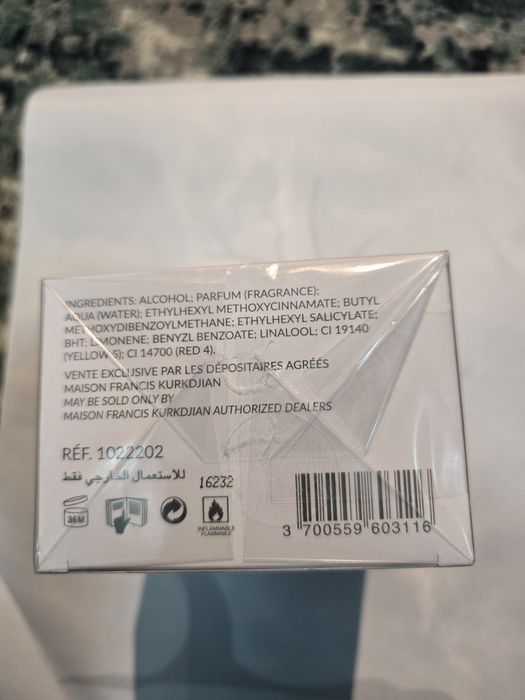 INGREDIENTS: ALCOHOL; PARFUM (FRAGRANCE);
AQUA (WATER); ETHYLHEXYL METHOXYCINNAMATE; BUTYL
METHOXYDIBENZOYLMETHANE; ETHYLHEXYL SALICYLATE;
BHT; LIMONENE; BENZYL BENZOATE; LINALOOL; CI 19140
(YELLOW 5); CI 14700 (RED 4).
VENTE EXCLUSIVE PAR LES DÉPOSITAIRES AGRÉÉS
MAISON FRANCIS KURKDJIAN
MAY BE SOLD ONLY BY
MAISON FRANCIS KURKDJIAN AUTHORIZED DEALERS
RÉF. 1022202
للاستعمال الخارجي فقط
16232
36M
INFLAMMABLE
FLAMMABLE
3 700559 603116